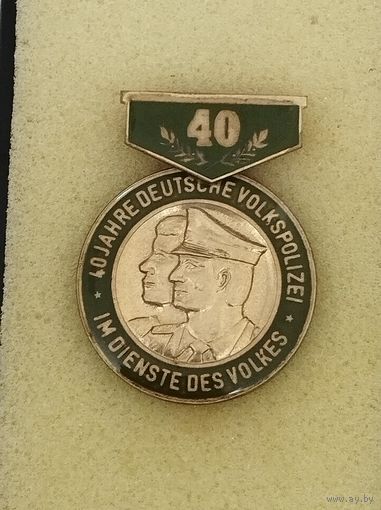 40
40 JAHRE DEUTSCHE VOLKSPOLIZEI
IM DIENSTE DES VOLKES
www.ay.by